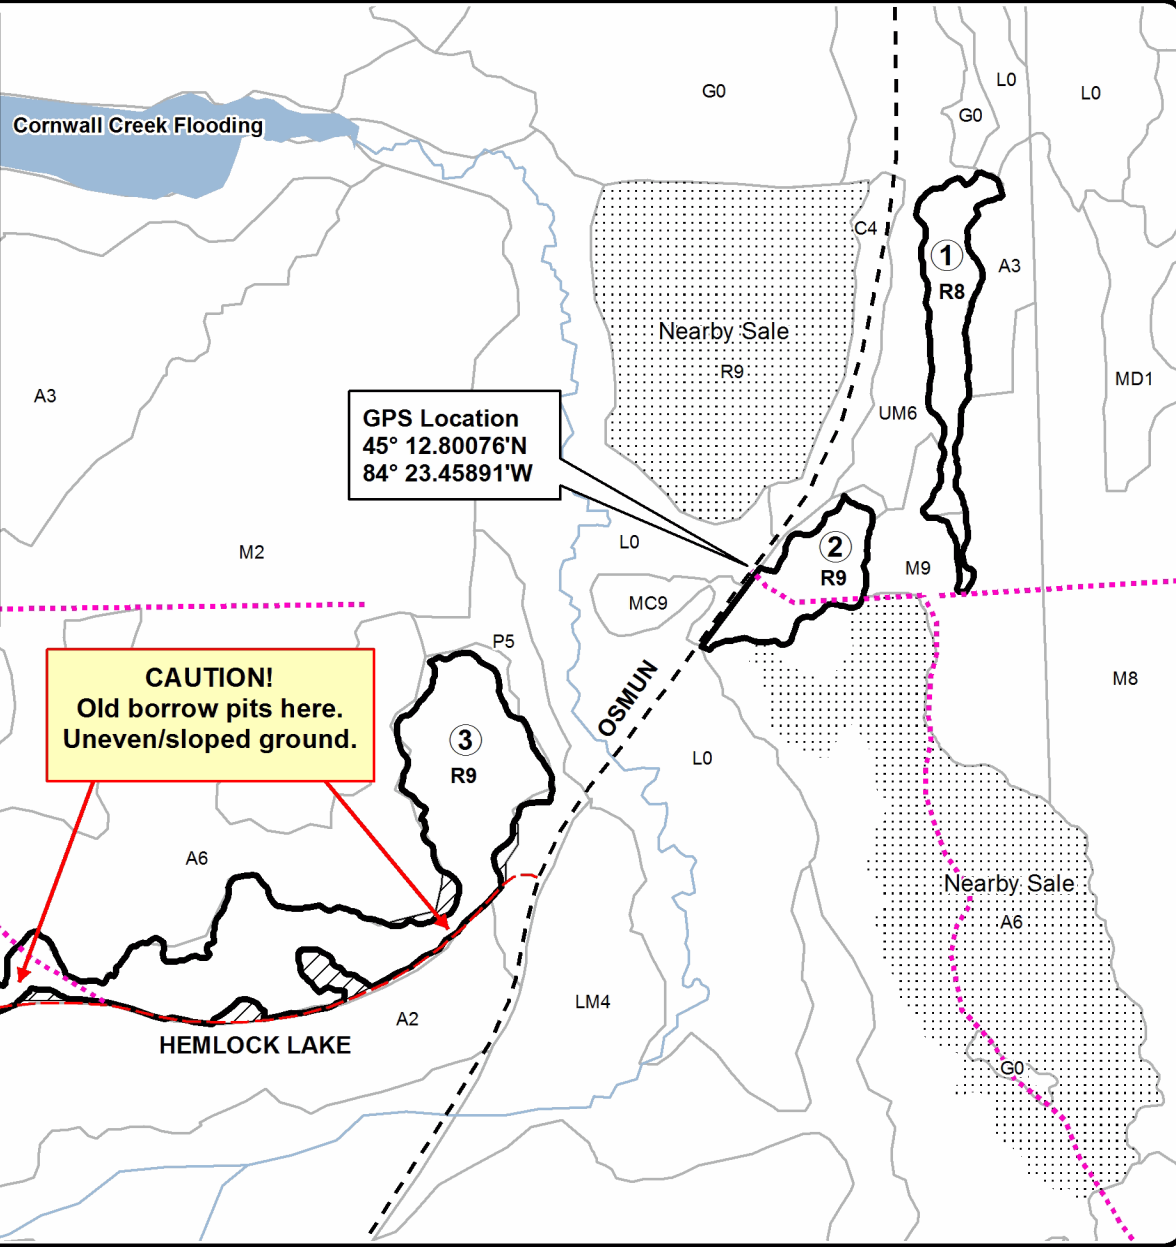 G0
L0
L0
G0
Cornwall Creek Flooding
C4
1
A3
R8
Nearby Sale
R9
MD1
A3
UM6
GPS Location
45° 12.80076'N
84° 23.45891'W
L0
M2
2
R9
M9
MC9
P5
CAUTION!
Old borrow pits here.
Uneven/sloped ground.
M8
OSMUN
3
R9
L0
A6
Nearby Sale
A6
LM4
A2
HEMLOCK LAKE
G0